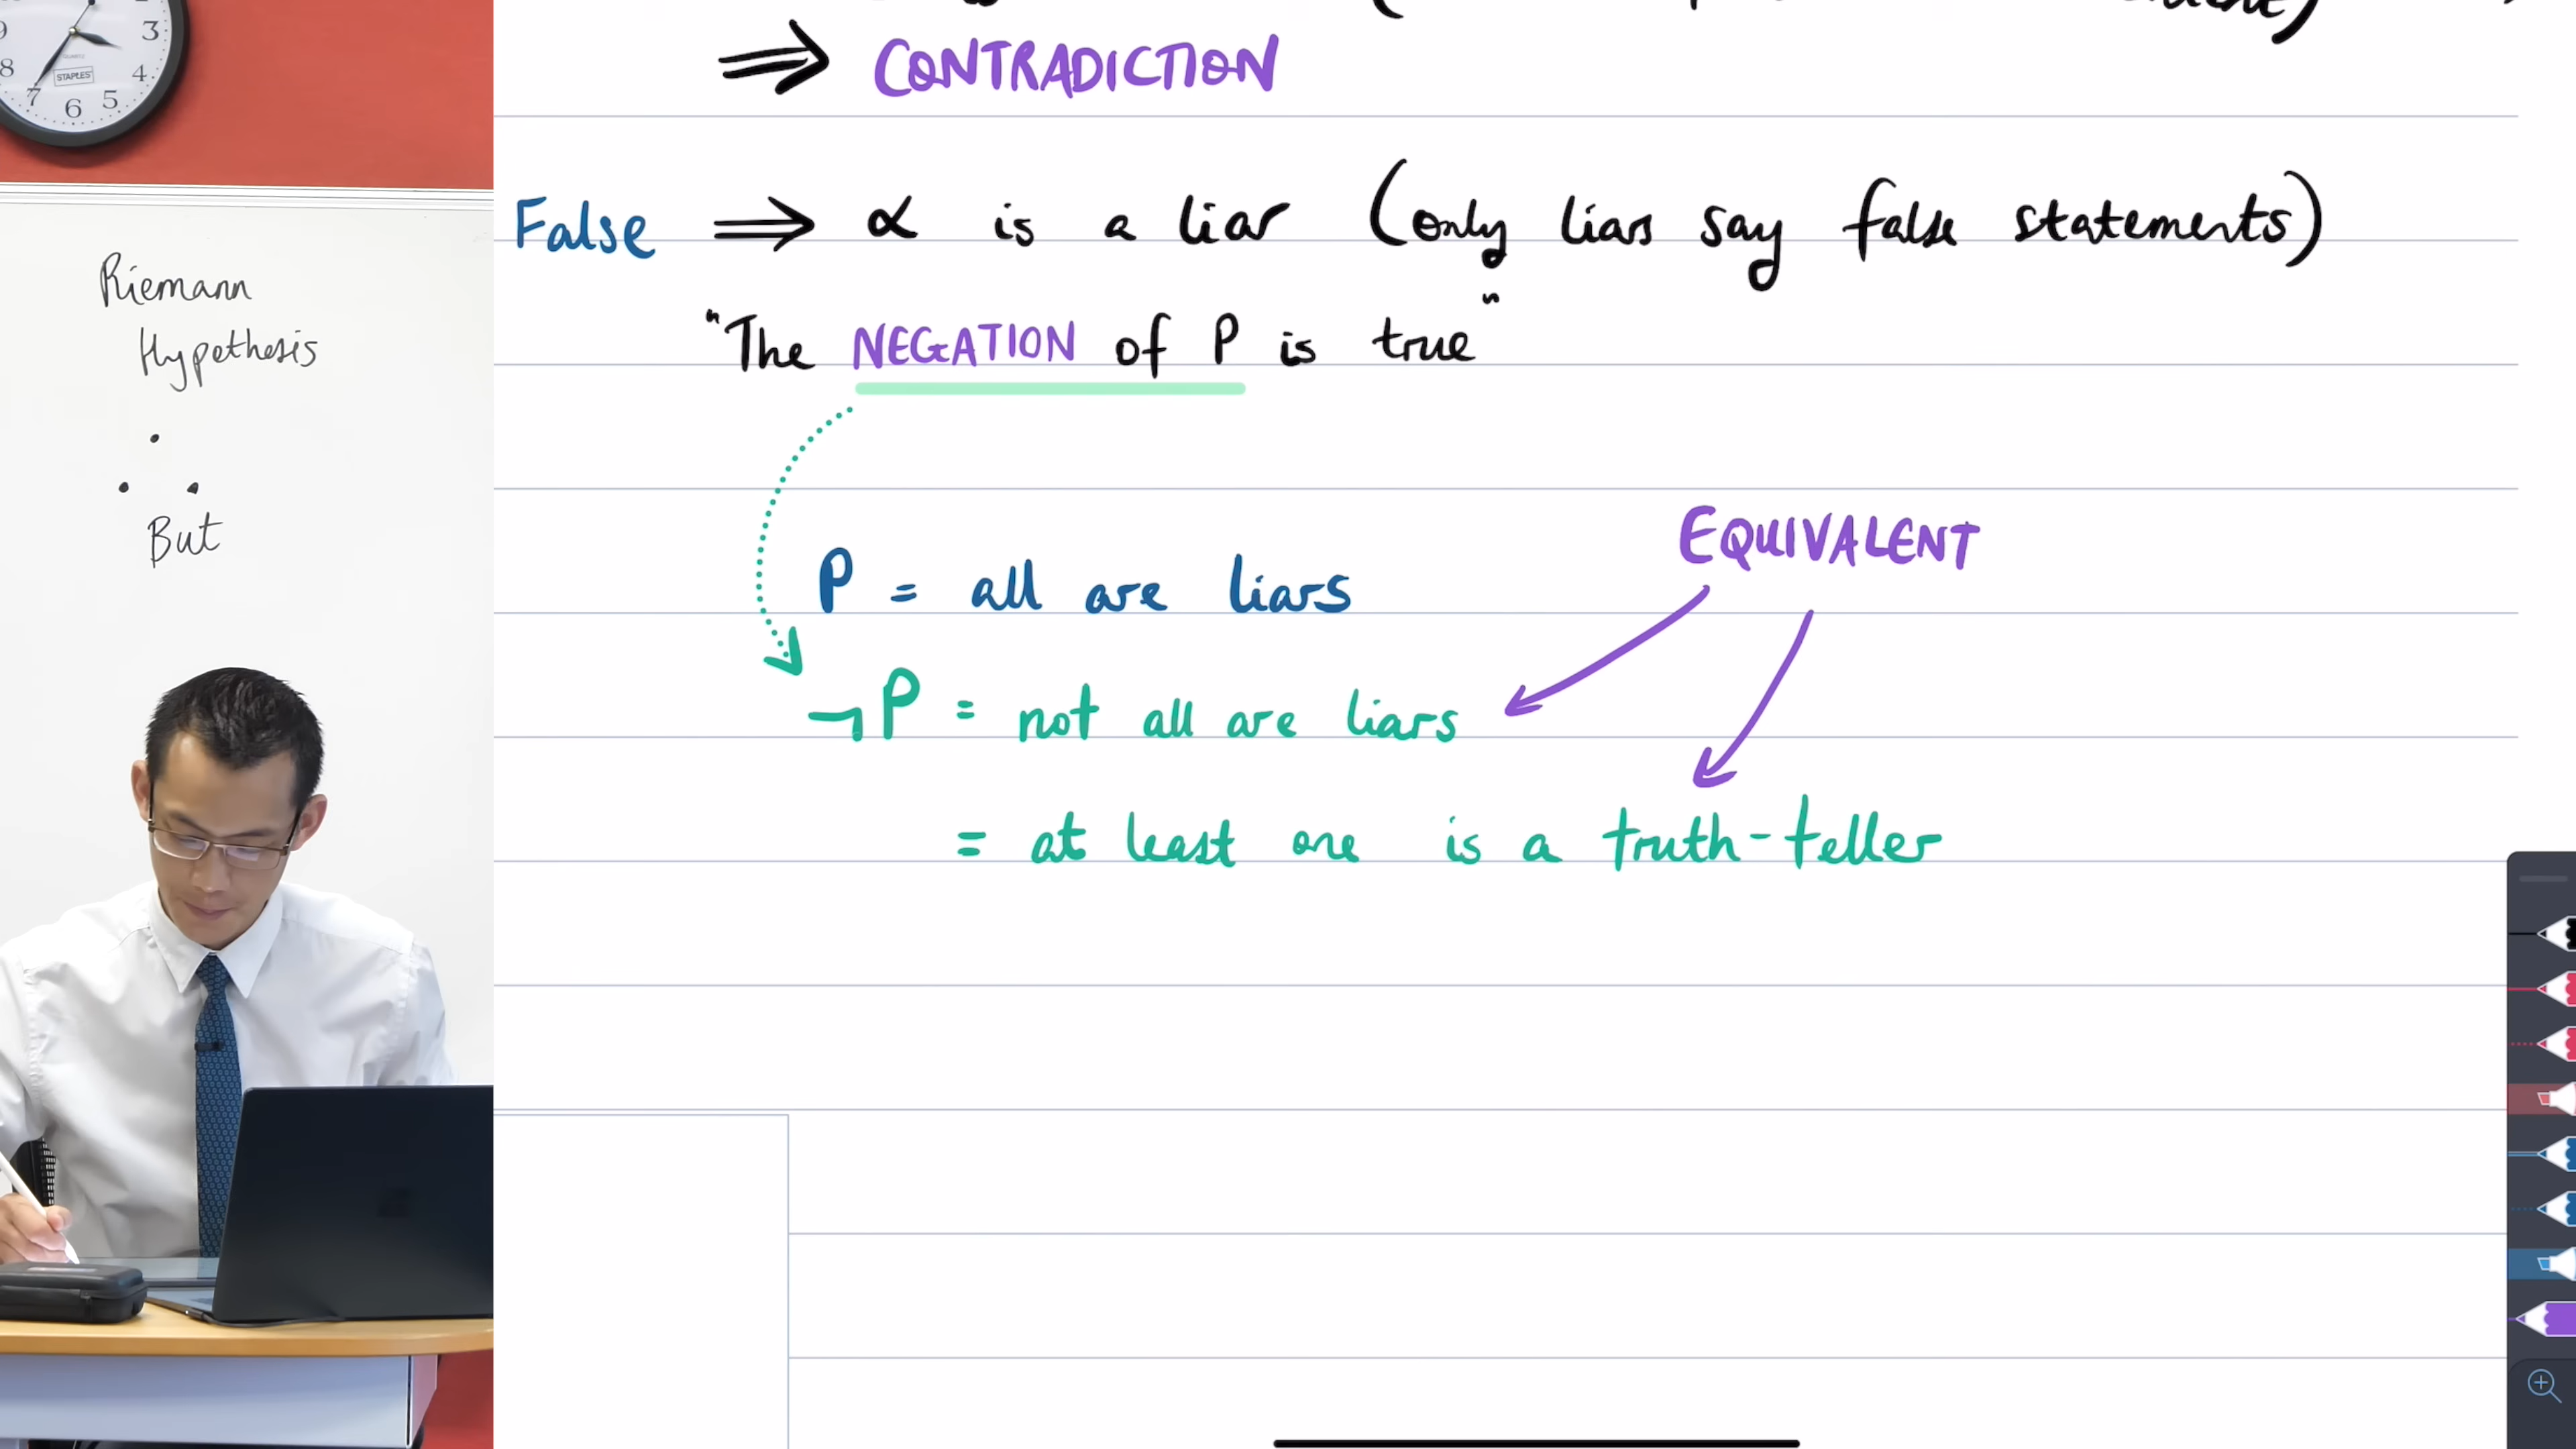 3
8
4
7
6
5
QUARTZ
STAPLES
Riemann
Hypothesis
But
⇒ CONTRADICTION
False ⇒ α is a liar (only liars say false statements)
"The NEGATION of P is true"
EQUIVALENT
P = all are liars
¬P = not all are liars
= at least one is a truth-teller